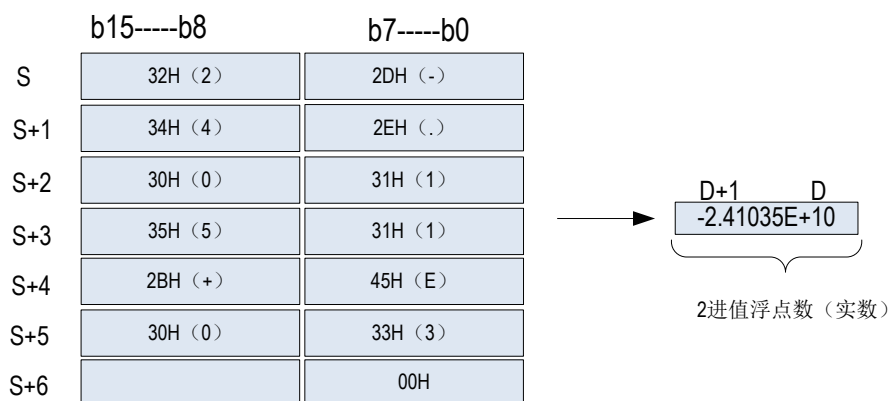 b15-----b8 b7-----b0
S 32H（2） 2DH（-）
S+1 34H（4） 2EH（.）
S+2 30H（0） 31H（1）
S+3 35H（5） 31H（1）
S+4 2BH（+） 45H（E）
S+5 30H（0） 33H（3）
S+6 00H
D+1 D
-2.41035E+10
2进值浮点数（实数）